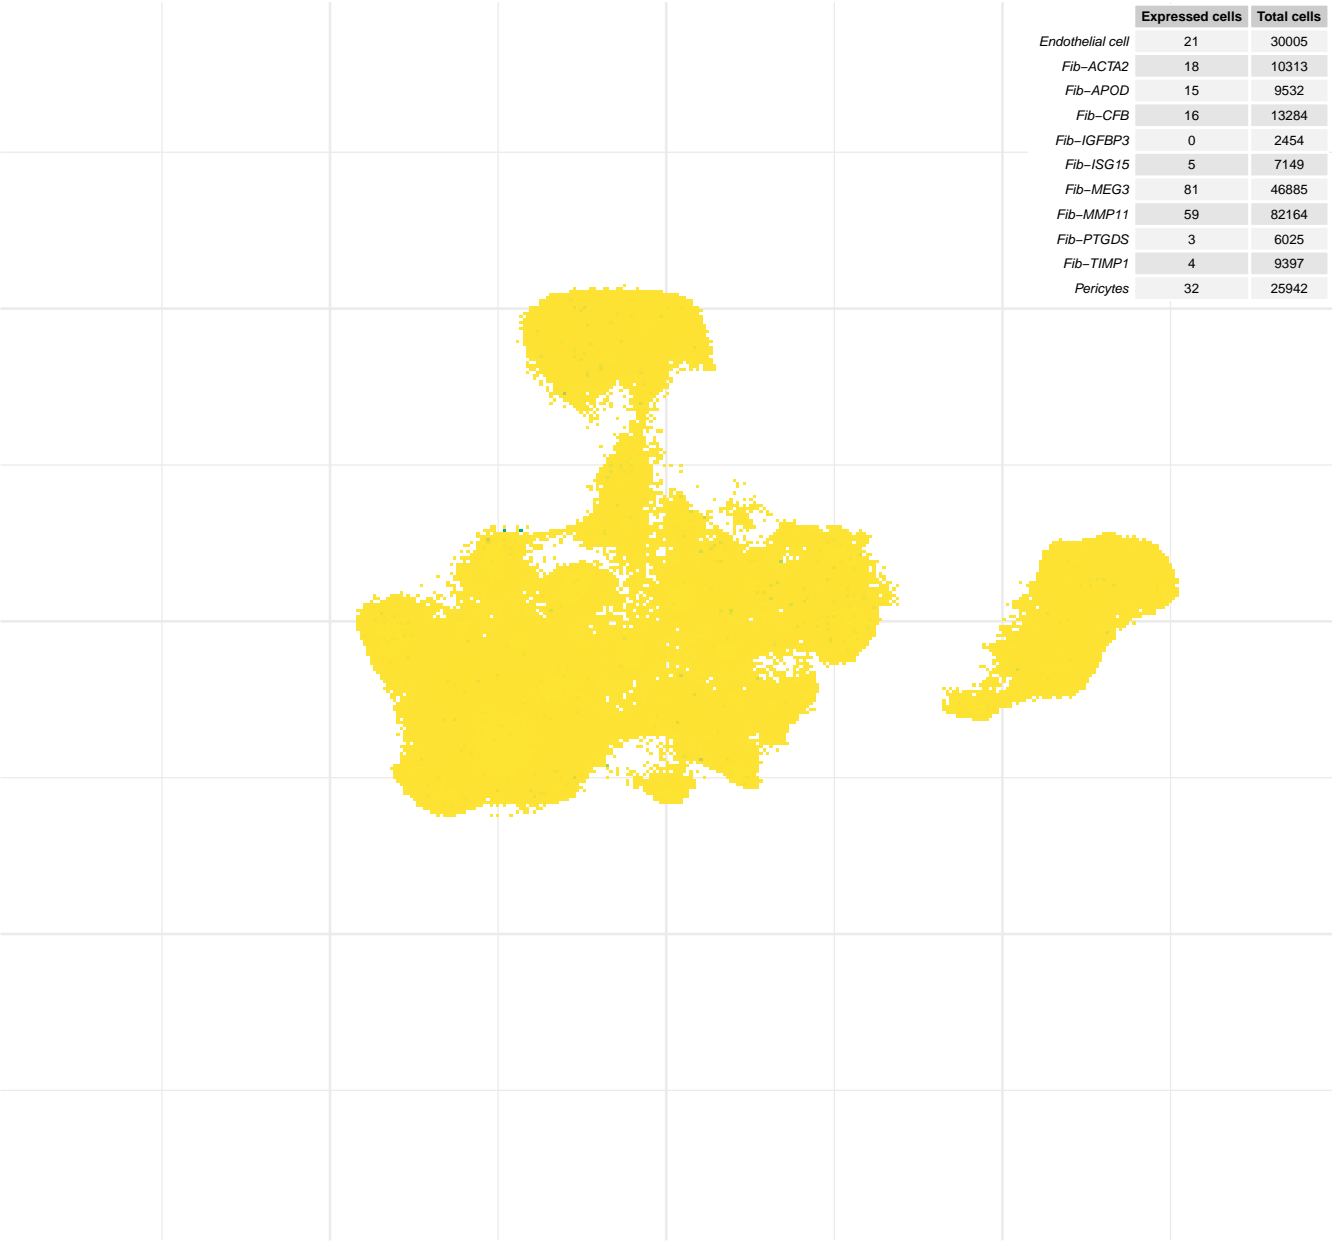 Expressed cells Total cells
Endothelial cell 21 30005
Fib−ACTA2 18 10313
Fib−APOD 15 9532
Fib−CFB 16 13284
Fib−IGFBP3 0 2454
Fib−ISG15 5 7149
Fib−MEG3 81 46885
Fib−MMP11 59 82164
Fib−PTGDS 3 6025
Fib−TIMP1 4 9397
Pericytes 32 25942